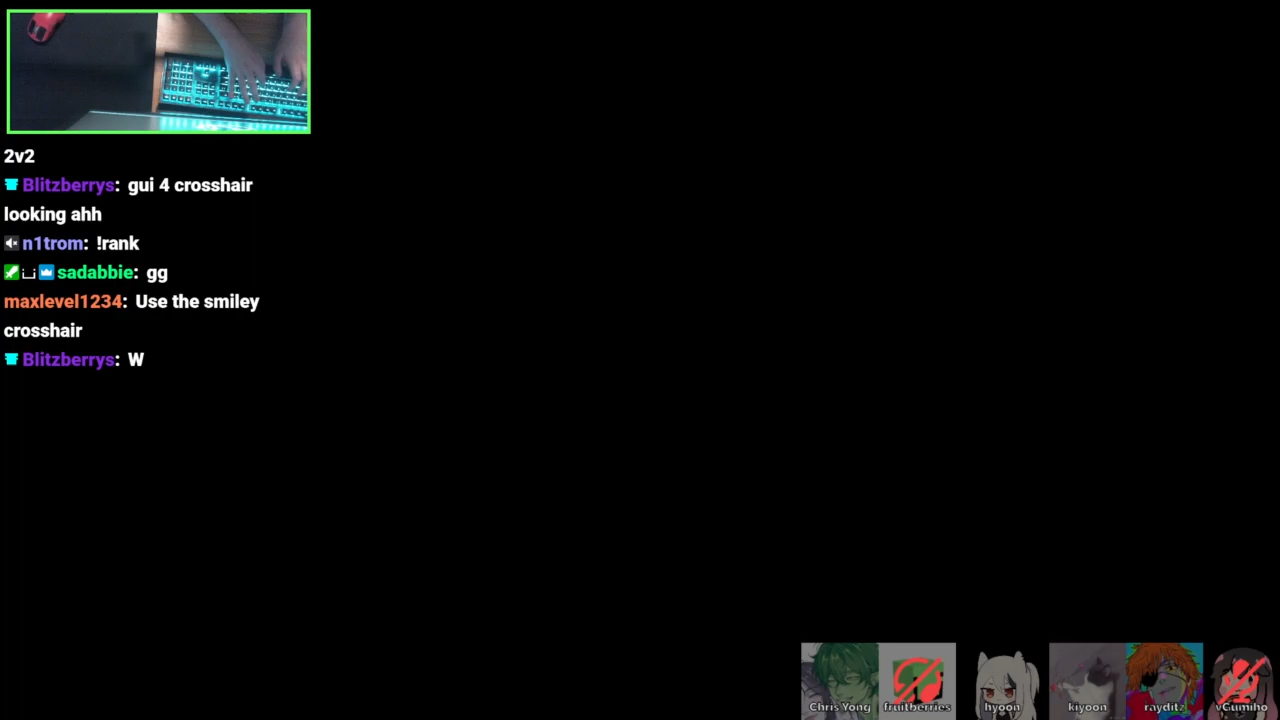 2v2
Blitzberrys: gui 4 crosshair
looking ahh
n1trom: !rank
sadabbie: gg
maxlevel1234: Use the smiley
crosshair
Blitzberrys: W
Chris Yong fruitberries hyoon kiyoon rayditz vGumiho